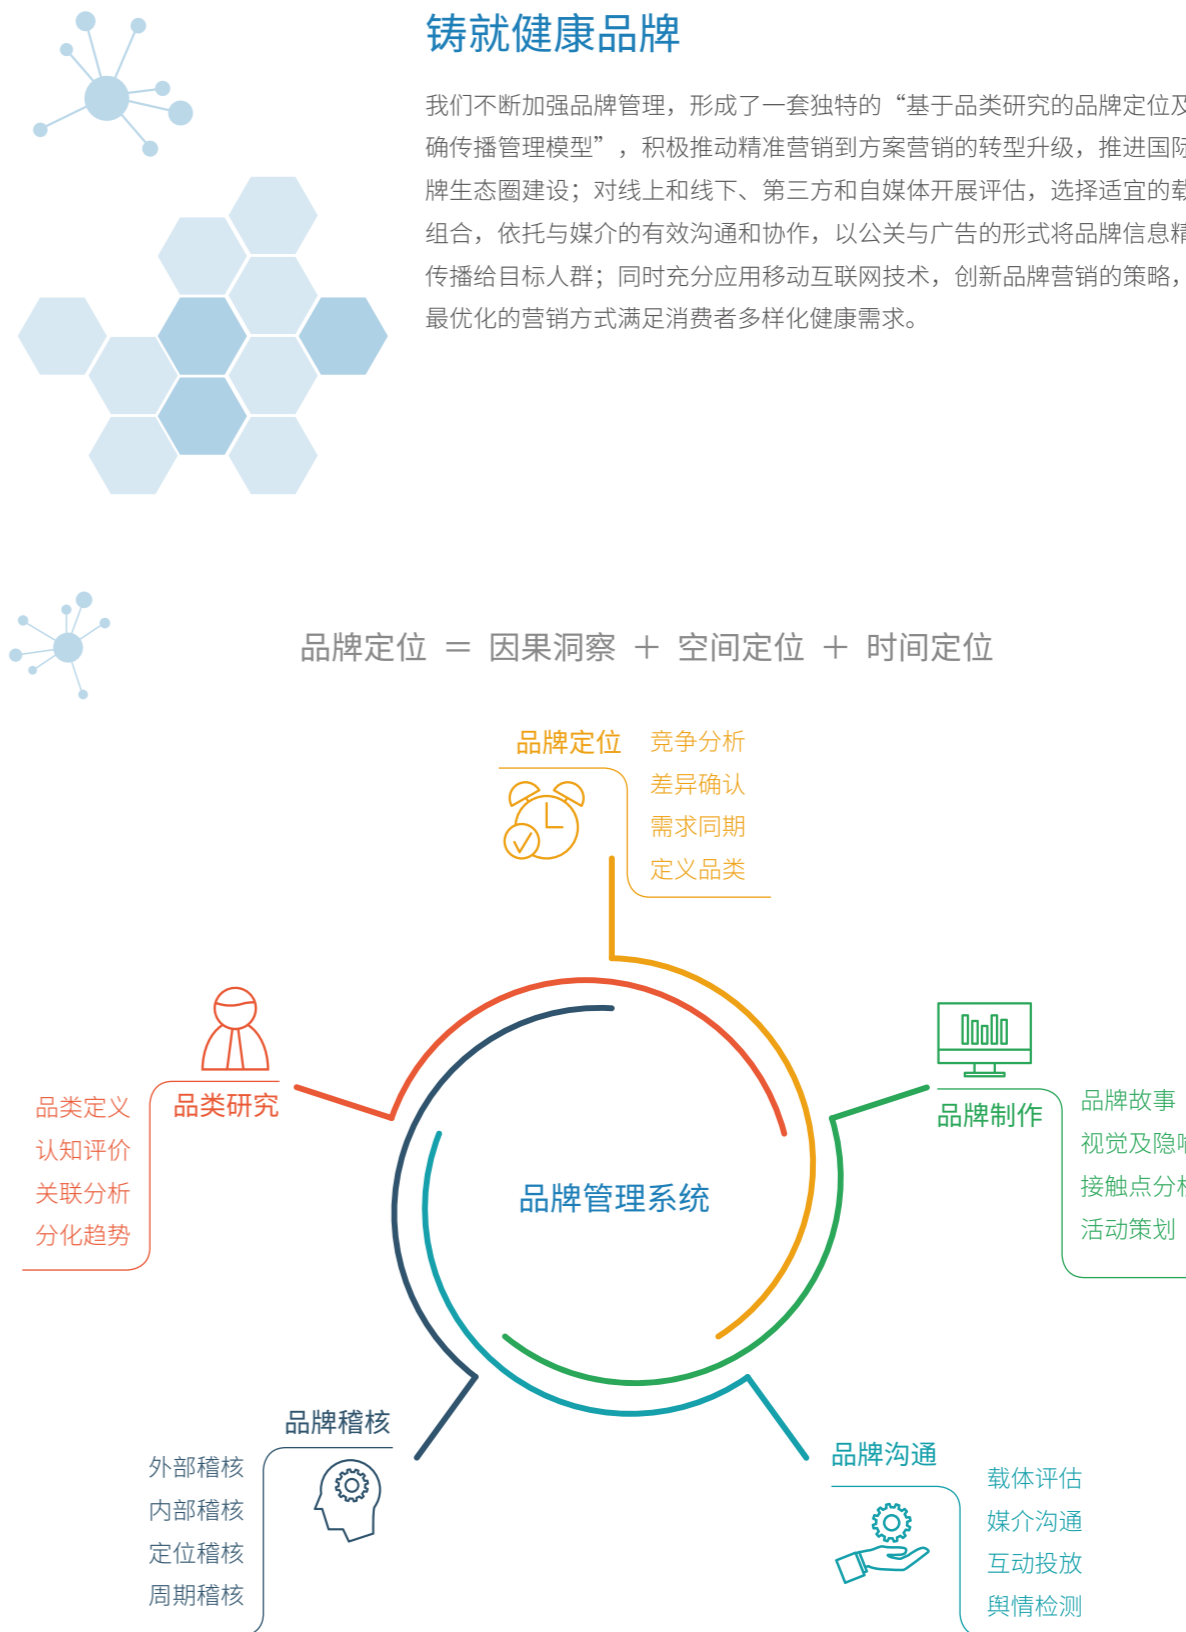 铸就健康品牌
我们不断加强品牌管理，形成了一套独特的“基于品类研究的品牌定位及
确传播管理模型”，积极推动精准营销到方案营销的转型升级，推进国际
牌生态圈建设；对线上和线下、第三方和自媒体开展评估，选择适宜的载
组合，依托与媒介的有效沟通和协作，以公关与广告的形式将品牌信息精
传播给目标人群；同时充分应用移动互联网技术，创新品牌营销的策略，
最优化的营销方式满足消费者多样化健康需求。
品牌定位 = 因果洞察 + 空间定位 + 时间定位
品牌定位
竞争分析
差异确认
需求同期
定义品类
品类研究
品类定义
认知评价
关联分析
分化趋势
品牌制作
品牌故事
视觉及隐喻
接触点分析
活动策划
品牌管理系统
品牌稽核
外部稽核
内部稽核
定位稽核
周期稽核
品牌沟通
载体评估
媒介沟通
互动投放
舆情检测